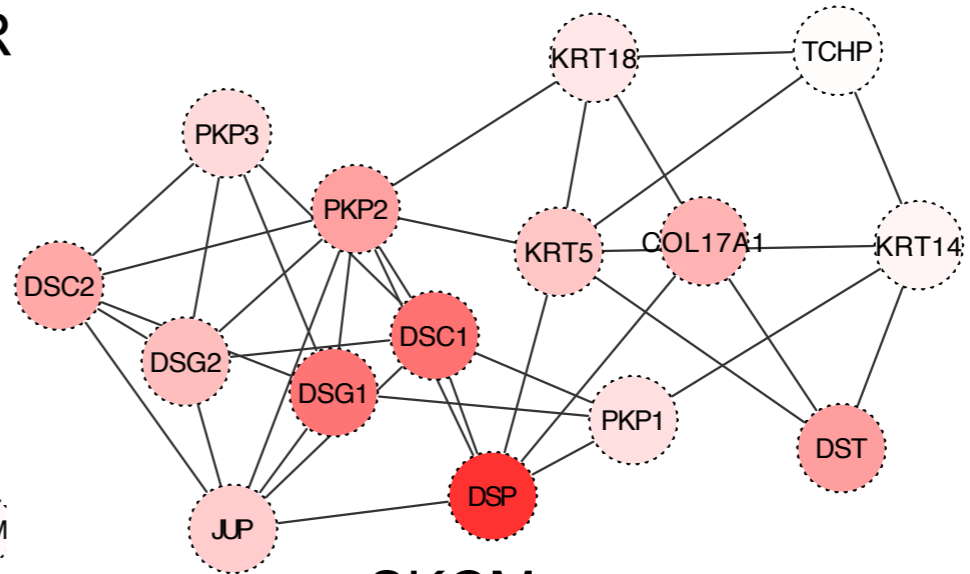 R
KRT18
TCHP
PKP3
PKP2
KRT5
COL17A1
KRT14
DSC2
DSG2
DSC1
DSG1
PKP1
DST
DSP
JUP
M